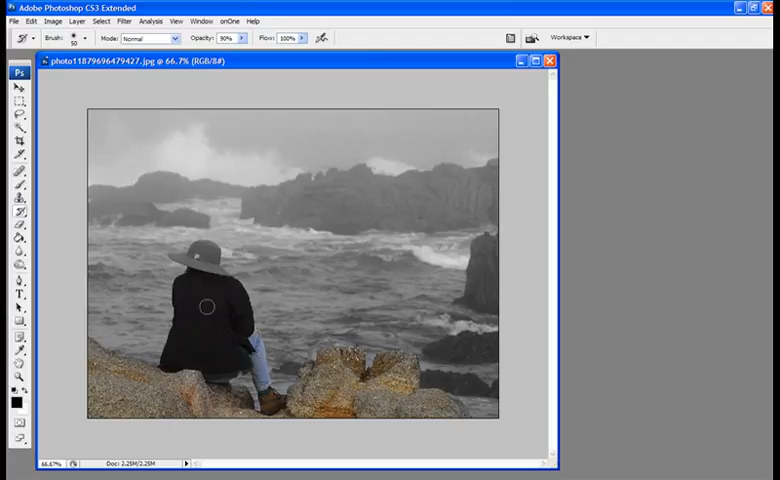 Adobe Photoshop CS3 Extended
File Edit Image Layer Select Filter Analysis View Window onOne Help
Brush: 50 Mode: Normal Opacity: 90% Flow: 100% Workspace
photo11879696479427.jpg @ 66.7% (RGB/8#)
Ps
T
66.67% Doc: 2.25M/2.25M